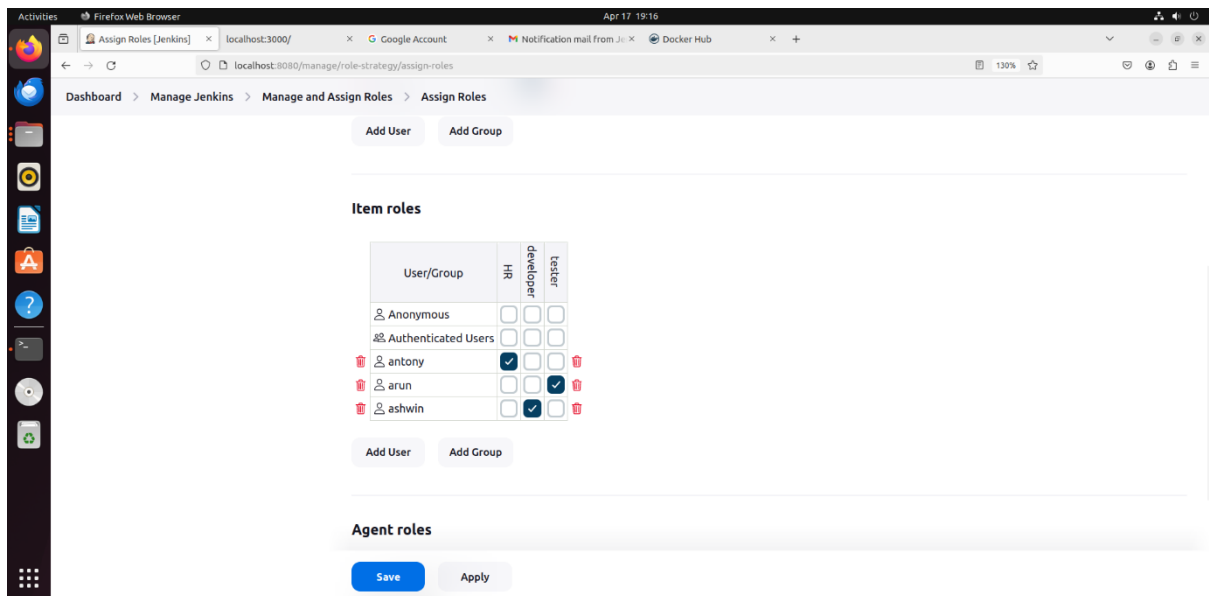 Activities Firefox Web Browser Apr 17 19:16
Assign Roles [Jenkins] × localhost:3000/ × Google Account × Notification mail from Je × Docker Hub × +
localhost:8080/manage/role-strategy/assign-roles 130%
Dashboard > Manage Jenkins > Manage and Assign Roles > Assign Roles
Add User Add Group
Item roles
User/Group HR developer tester
Anonymous
Authenticated Users
antony
arun
ashwin
Add User Add Group
Agent roles
Save Apply